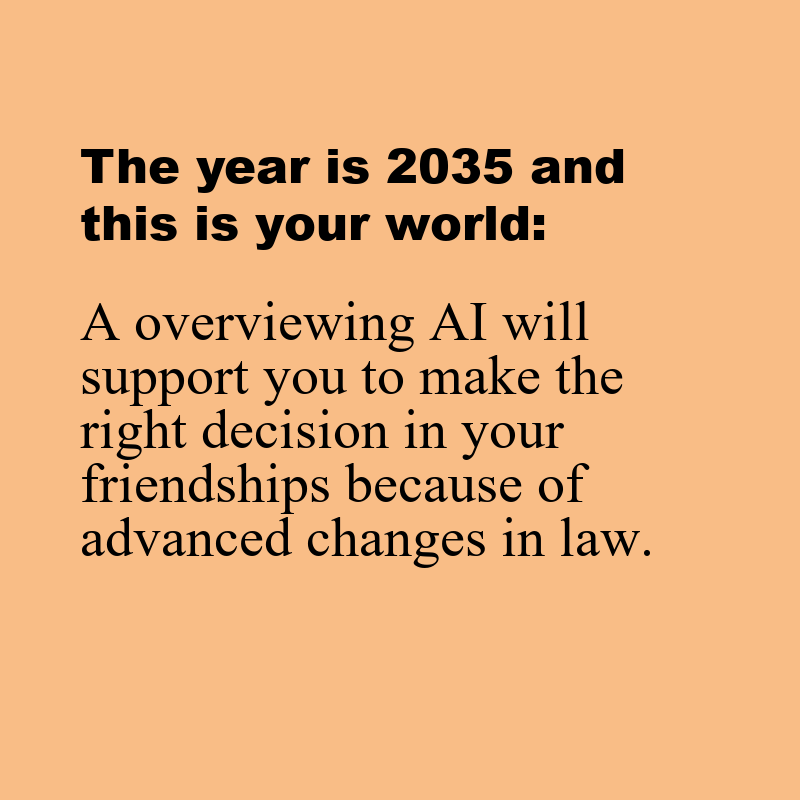 The year is 2035 and
this is your world:
A overviewing AI will
support you to make the
right decision in your
friendships because of
advanced changes in law.